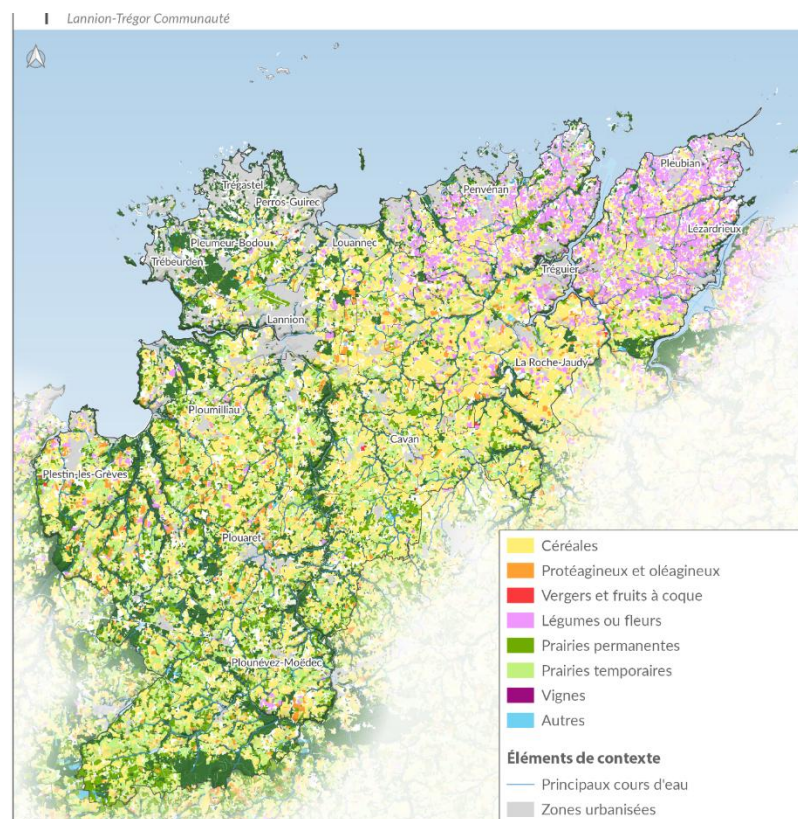 Lannion-Trégor Communauté
Pleubian
Trégastel
Penvénan
Perros-Guirec
Lézardrieux
Pleumeur-Bodou
Louannec
Trébeurden
Tréguier
Lannion
La Roche-Jaudy
Ploumilliau
Cavan
Plestin-les-Grèves
Plouaret
Plounévez-Moëdec
Céréales
Protéagineux et oléagineux
Vergers et fruits à coque
Légumes ou fleurs
Prairies permanentes
Prairies temporaires
Vignes
Autres
Éléments de contexte
Principaux cours d'eau
Zones urbanisées